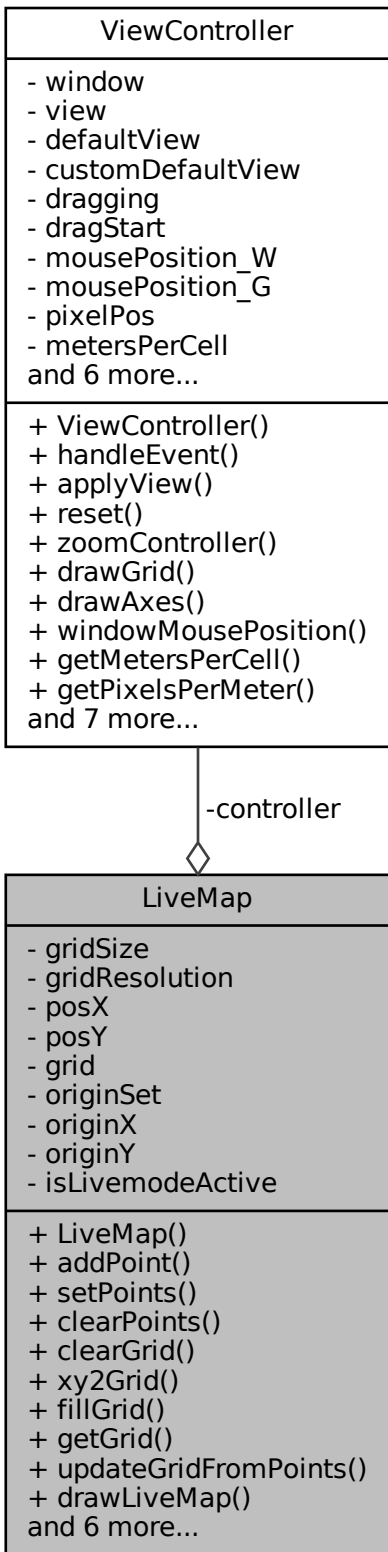 ViewController
- window
- view
- defaultView
- customDefaultView
- dragging
- dragStart
- mousePosition_W
- mousePosition_G
- pixelPos
- metersPerCell
and 6 more...
+ ViewController()
+ handleEvent()
+ applyView()
+ reset()
+ zoomController()
+ drawGrid()
+ drawAxes()
+ windowMousePosition()
+ getMetersPerCell()
+ getPixelsPerMeter()
and 7 more...
-controller
LiveMap
- gridSize
- gridResolution
- posX
- posY
- grid
- originSet
- originX
- originY
- isLivemodeActive
+ LiveMap()
+ addPoint()
+ setPoints()
+ clearPoints()
+ clearGrid()
+ xy2Grid()
+ fillGrid()
+ getGrid()
+ updateGridFromPoints()
+ drawLiveMap()
and 6 more...